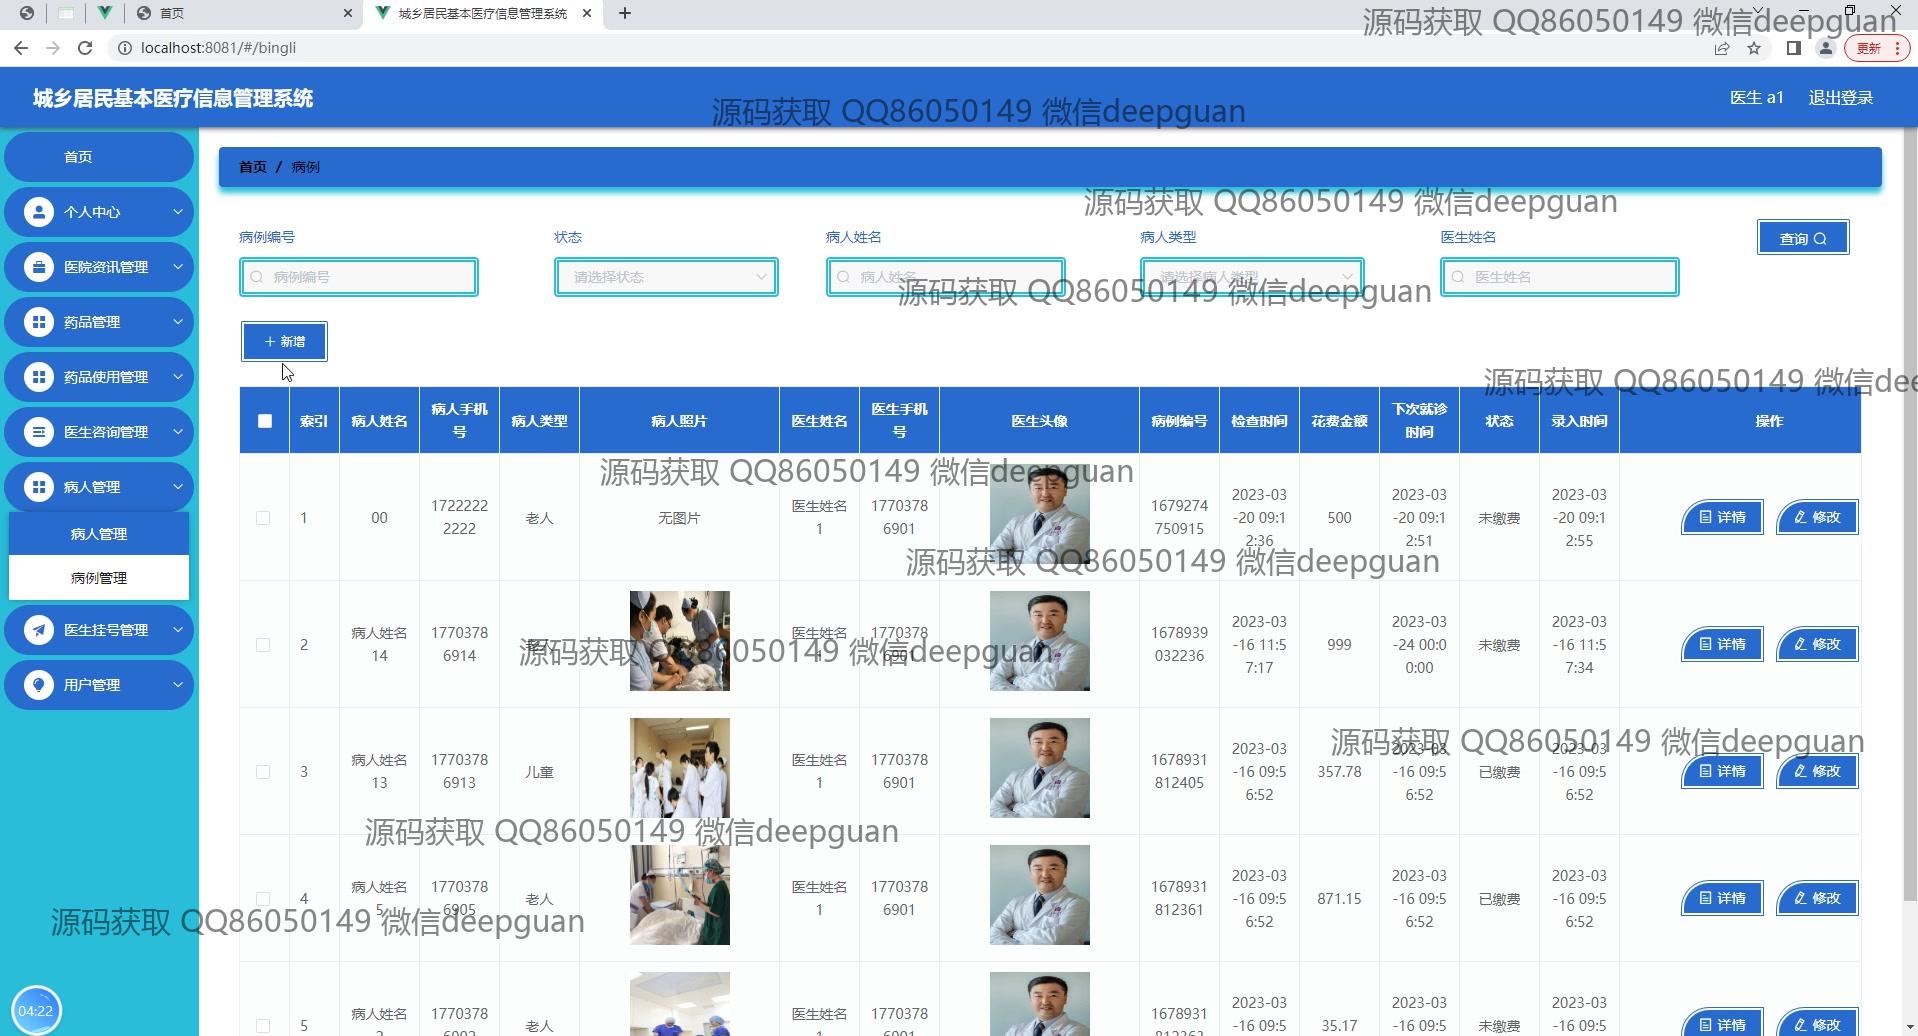 首页
城乡居民基本医疗信息管理系统
源码获取 QQ86050149 微信deepguan
localhost:8081/#/bingli
更新
城乡居民基本医疗信息管理系统
源码获取 QQ86050149 微信deepguan
医生 a1
退出登录
首页
个人中心
医院资讯管理
药品管理
药品使用管理
医生咨询管理
病人管理
病人管理
病例管理
医生挂号管理
用户管理
04:22
首页 / 病例
源码获取 QQ86050149 微信deepguan
病例编号 状态 病人姓名 病人类型 医生姓名
查询
病例编号 请选择状态 病人姓名 请选择病人类型 医生姓名
源码获取 QQ86050149 微信deepguan
+ 新增
源码获取 QQ86050149 微信dee
索引 病人姓名 病人手机号 病人类型 病人照片 医生姓名 医生手机号 医生头像 病例编号 检查时间 花费金额 下次就诊时间 状态 录入时间 操作
源码获取 QQ86050149 微信deepguan
1 00 17222222222 老人 无图片 医生姓名1 17703786901 1679274750915 2023-03-20 09:12:36 500 2023-03-20 09:12:51 未缴费 2023-03-20 09:12:55 详情 修改
源码获取 QQ86050149 微信deepguan
2 病人姓名14 17703786914 医生姓名1 17703786901 1678939032236 2023-03-16 11:57:17 999 2023-03-24 00:00:00 未缴费 2023-03-16 11:57:34 详情 修改
源码获取 QQ86050149 微信deepguan
3 病人姓名13 17703786913 儿童 医生姓名1 17703786901 1678931812405 2023-03-16 09:56:52 357.78 2023-03-16 09:56:52 已缴费 2023-03-16 09:56:52 详情 修改
源码获取 QQ86050149 微信deepguan
源码获取 QQ86050149 微信deepguan
4 病人姓名5 17703786905 老人 医生姓名1 17703786901 1678931812361 2023-03-16 09:56:52 871.15 2023-03-16 09:56:52 已缴费 2023-03-16 09:56:52 详情 修改
源码获取 QQ86050149 微信deepguan
5 病人姓名 1770378 老人 医生姓名 1770378 1678931 2023-03-16 09:5 35.17 2023-03-16 09:5 未缴费 2023-03-16 09:5 详情 修改